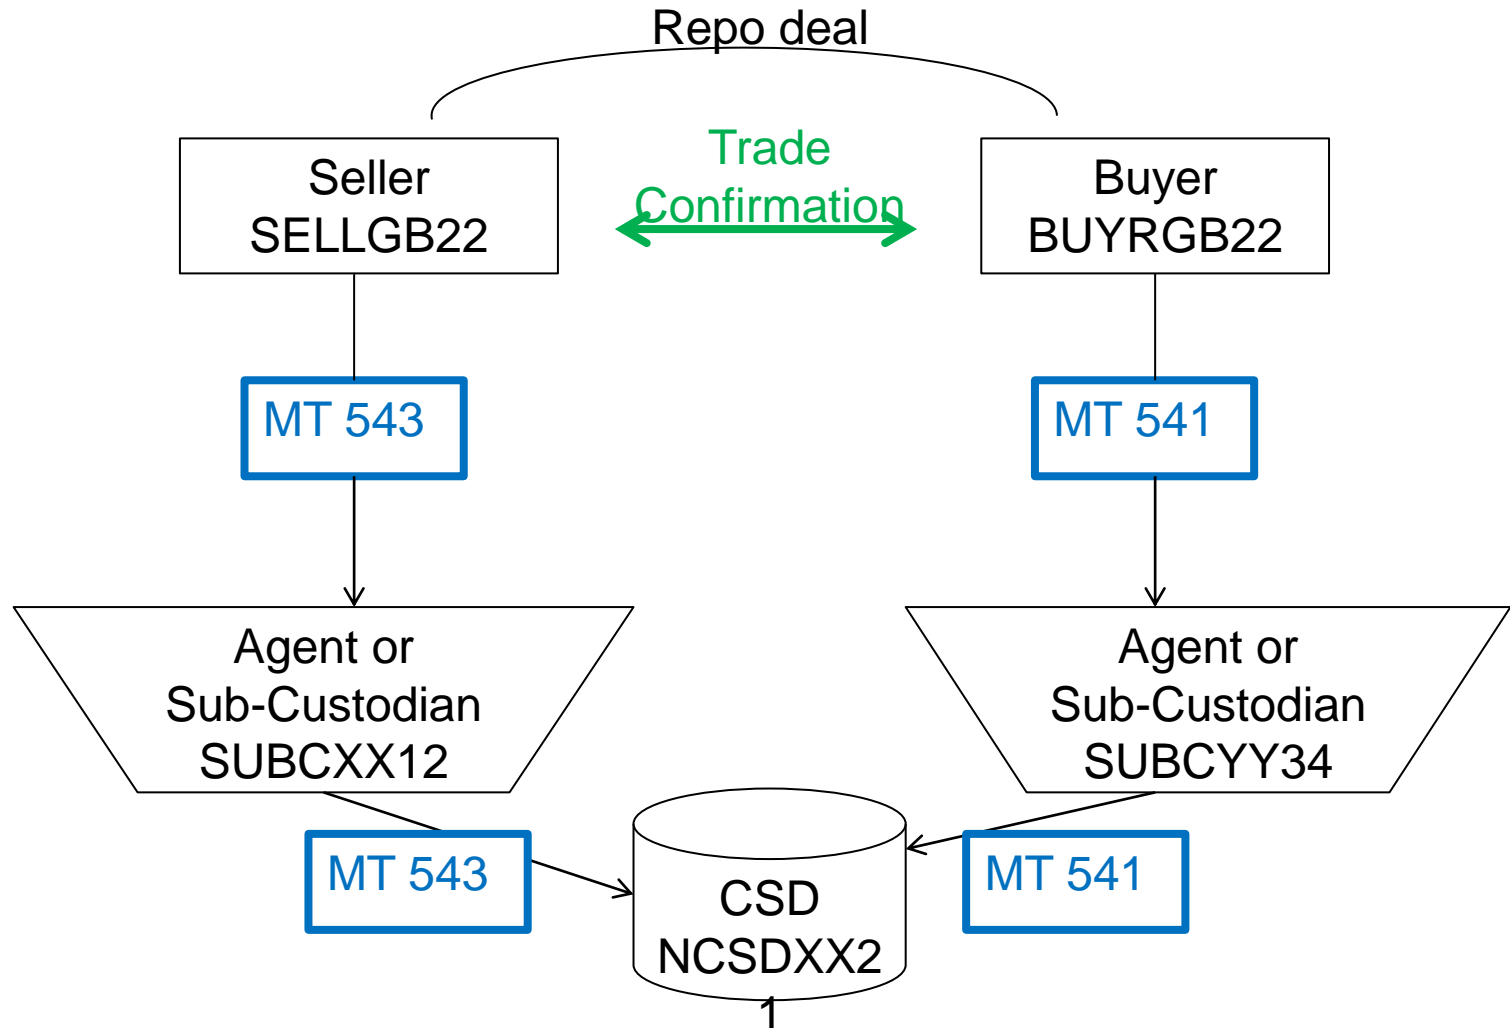 Repo deal
Trade
Confirmation
Seller
SELLGB22
Buyer
BUYRGB22
MT 543
MT 541
Agent or
Sub-Custodian
SUBCXX12
Agent or
Sub-Custodian
SUBCYY34
MT 543
MT 541
CSD
NCSDXX2
1